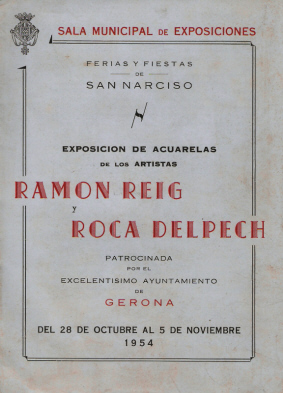 SALA MUNICIPAL DE EXPOSICIONES
FERIAS Y FIESTAS
DE
SAN NARCISO
EXPOSICION DE ACUARELAS
DE LOS ARTISTAS
RAMON REIG
y
ROCA DELPECH
PATROCINADA
POR EL
EXCELENTISIMO AYUNTAMIENTO
DE
GERONA
DEL 28 DE OCTUBRE AL 5 DE NOVIEMBRE
1954